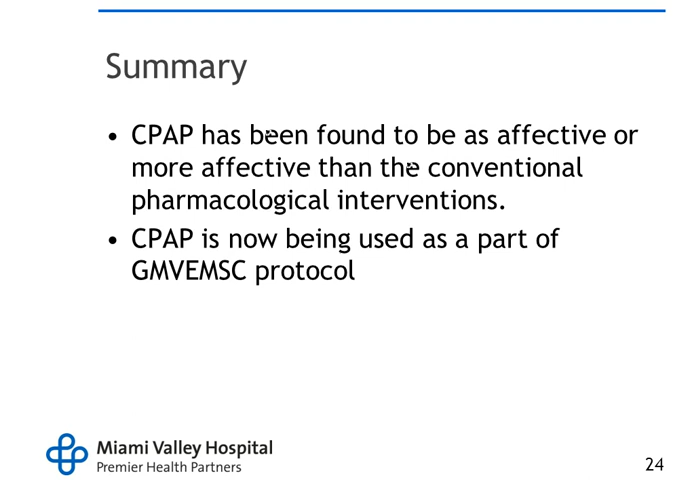 Summary
• CPAP has been found to be as affective or
more affective than the conventional
pharmacological interventions.
• CPAP is now being used as a part of
GMVEMSC protocol
Miami Valley Hospital
Premier Health Partners
24